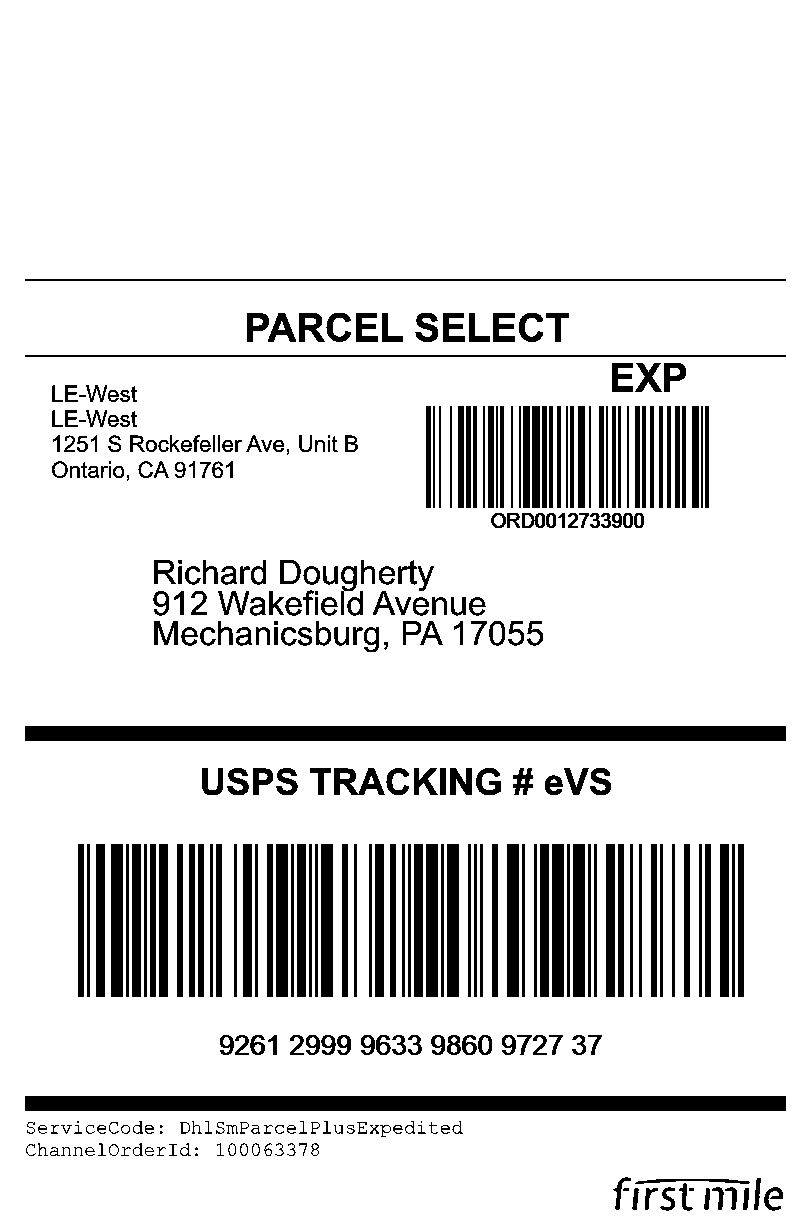 PARCEL SELECT
EXP
LE-West
LE-West
1251 S Rockefeller Ave, Unit B
Ontario, CA 91761
ORD0012733900
Richard Dougherty
912 Wakefield Avenue
Mechanicsburg, PA 17055
USPS TRACKING # eVS
9261 2999 9633 9860 9727 37
ServiceCode: DhlSmParcelPlusExpedited
ChannelOrderId: 100063378
first mile